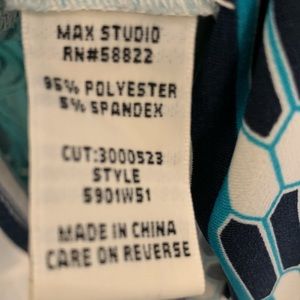 MAX STUDIO
RN#58822
95% POLYESTER
5% SPANDEX
CUT:3000523
STYLE
5901W51
MADE IN CHINA
CARE ON REVERSE